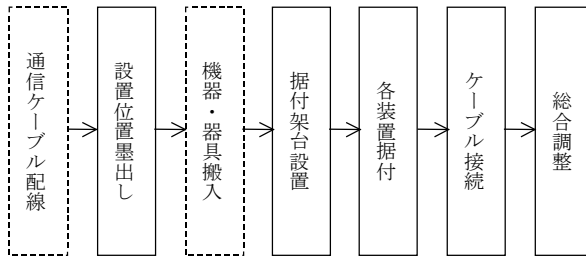 通信ケーブル配線
設置位置墨出し
機器・器具搬入
据付架台設置
各装置据付
ケーブル接続
総合調整